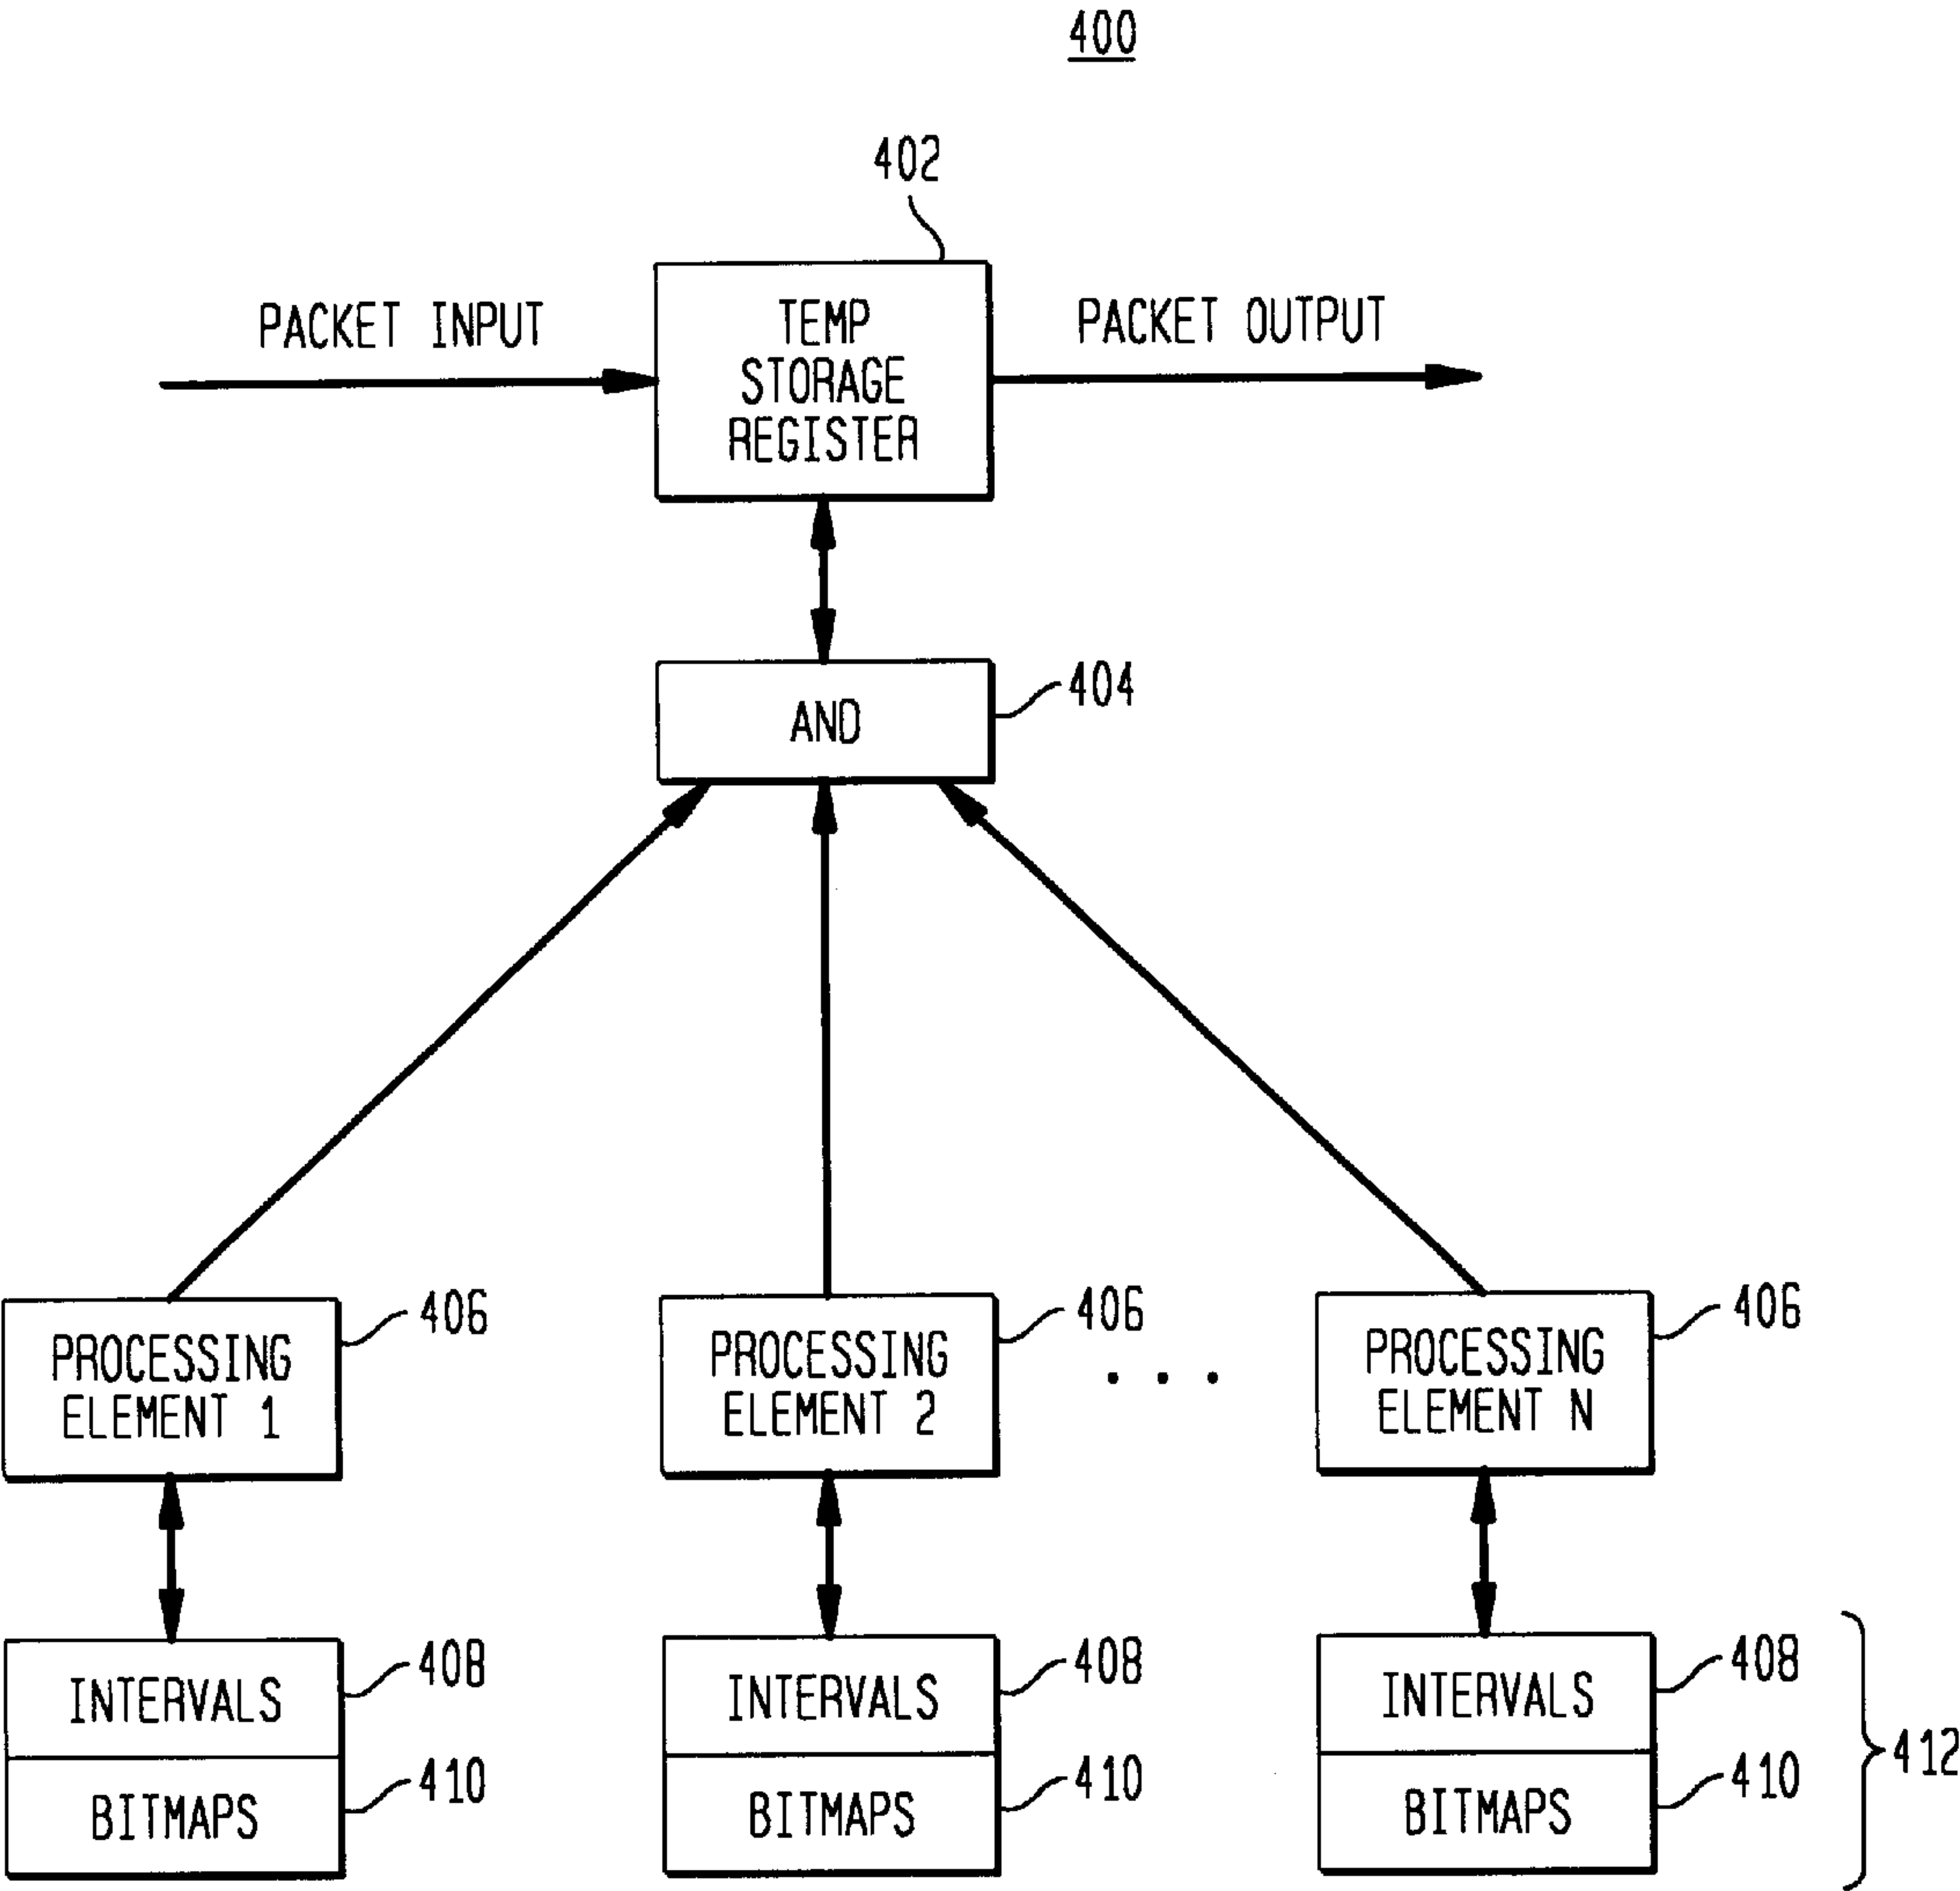 400
402
PACKET INPUT
TEMP
STORAGE
REGISTER
PACKET OUTPUT
AND
404
PROCESSING
ELEMENT 1
406
PROCESSING
ELEMENT 2
406
. . .
PROCESSING
ELEMENT N
406
INTERVALS
408
BITMAPS
410
INTERVALS
408
BITMAPS
410
INTERVALS
408
BITMAPS
410
412